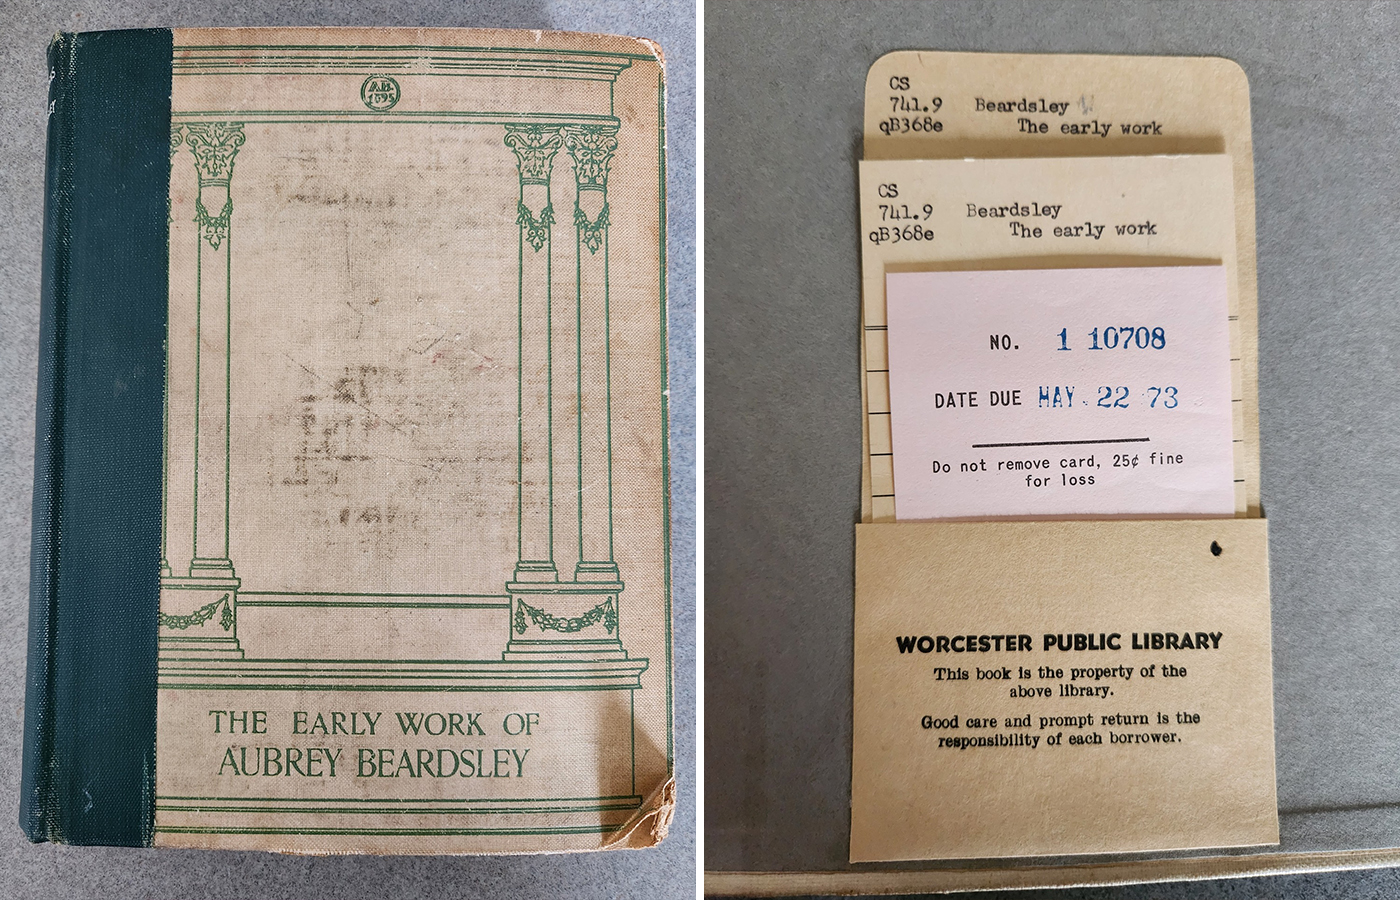 AB.
1895
THE EARLY WORK OF
AUBREY BEARDSLEY
CS
741.9 Beardsley
qB368e The early work
CS
741.9 Beardsley
qB368e The early work
NO. 1 10708
DATE DUE MAY 22 73
Do not remove card, 25¢ fine
for loss
WORCESTER PUBLIC LIBRARY
This book is the property of the
above library.
Good care and prompt return is the
responsibility of each borrower.